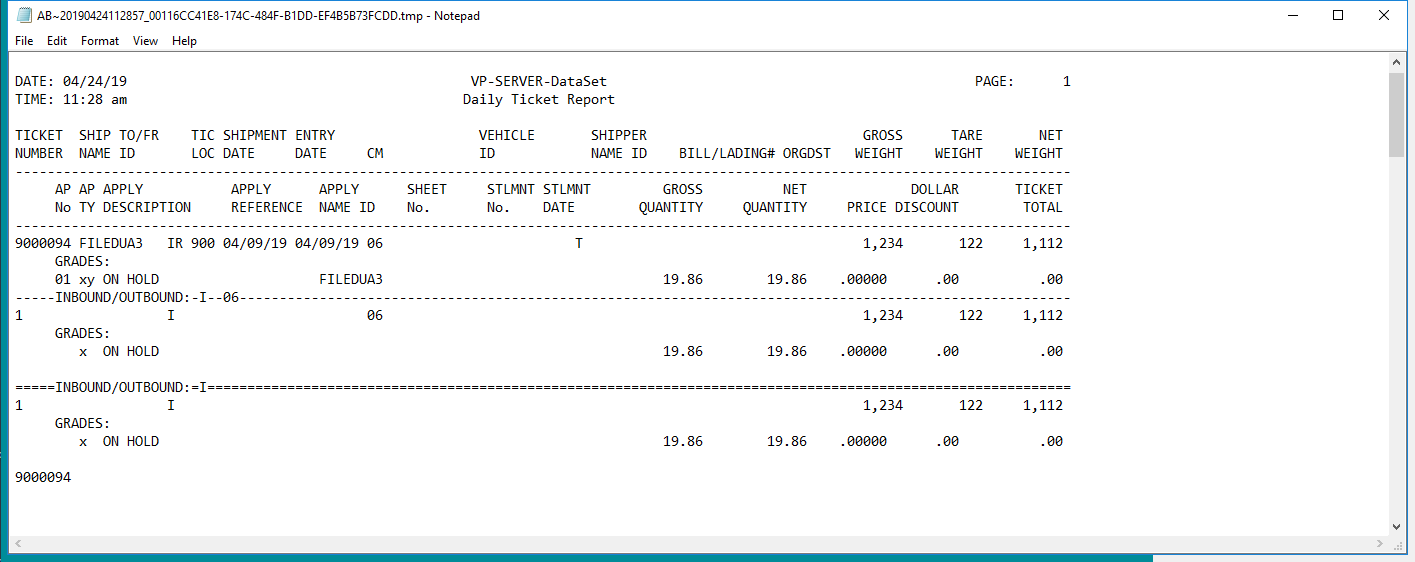 AB~20190424112857_00116CC41E8-174C-484F-B1DD-EF4B5B73FCDD.tmp - Notepad
File Edit Format View Help
DATE: 04/24/19 VP-SERVER-DataSet PAGE: 1
TIME: 11:28 am Daily Ticket Report
TICKET SHIP TO/FR TIC SHIPMENT ENTRY VEHICLE SHIPPER GROSS TARE NET
NUMBER NAME ID LOC DATE DATE CM ID NAME ID BILL/LADING# ORGDST WEIGHT WEIGHT WEIGHT
------------------------------------------------------------------------------------------------------------------------------------
AP AP APPLY APPLY APPLY SHEET STLMNT STLMNT GROSS NET DOLLAR TICKET
No TY DESCRIPTION REFERENCE NAME ID No. No. DATE QUANTITY QUANTITY PRICE DISCOUNT TOTAL
------------------------------------------------------------------------------------------------------------------------------------
9000094 FILEDUA3 IR 900 04/09/19 04/09/19 06 T 1,234 122 1,112
GRADES:
01 xy ON HOLD FILEDUA3 19.86 19.86 .00000 .00 .00
-----INBOUND/OUTBOUND:-I--06--------------------------------------------------------------------------------------------------------
1 I 06 1,234 122 1,112
GRADES:
x ON HOLD 19.86 19.86 .00000 .00 .00
=====INBOUND/OUTBOUND:=I============================================================================================================
1 I 1,234 122 1,112
GRADES:
x ON HOLD 19.86 19.86 .00000 .00 .00
9000094